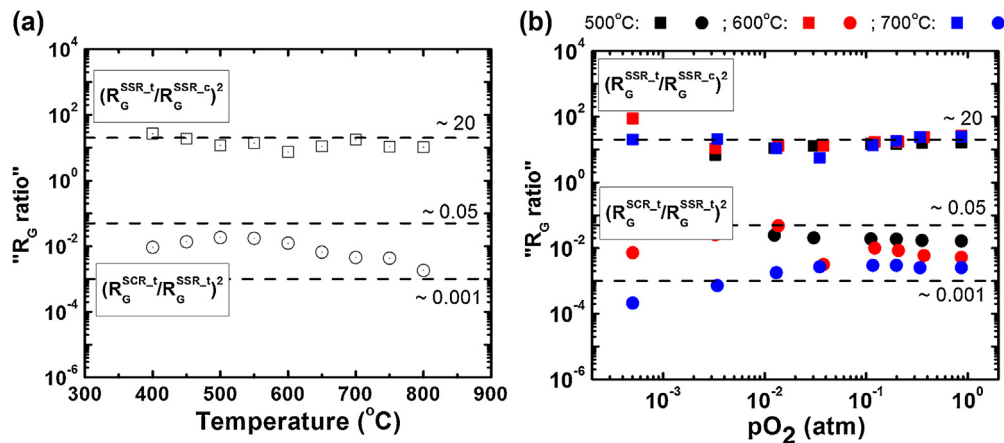 (a)
(b)
500°C: ; 600°C: ; 700°C:
"R_G ratio"
10^4
10^2
10^0
10^-2
10^-4
10^-6
(R_G^SSR_t/R_G^SSR_c)^2
~ 20
~ 0.05
(R_G^SCR_t/R_G^SSR_t)^2
~ 0.001
300 400 500 600 700 800 900
Temperature (°C)
"R_G ratio"
10^4
10^2
10^0
10^-2
10^-4
10^-6
(R_G^SSR_t/R_G^SSR_c)^2
~ 20
(R_G^SCR_t/R_G^SSR_t)^2
~ 0.05
~ 0.001
10^-3 10^-2 10^-1 10^0
pO_2 (atm)